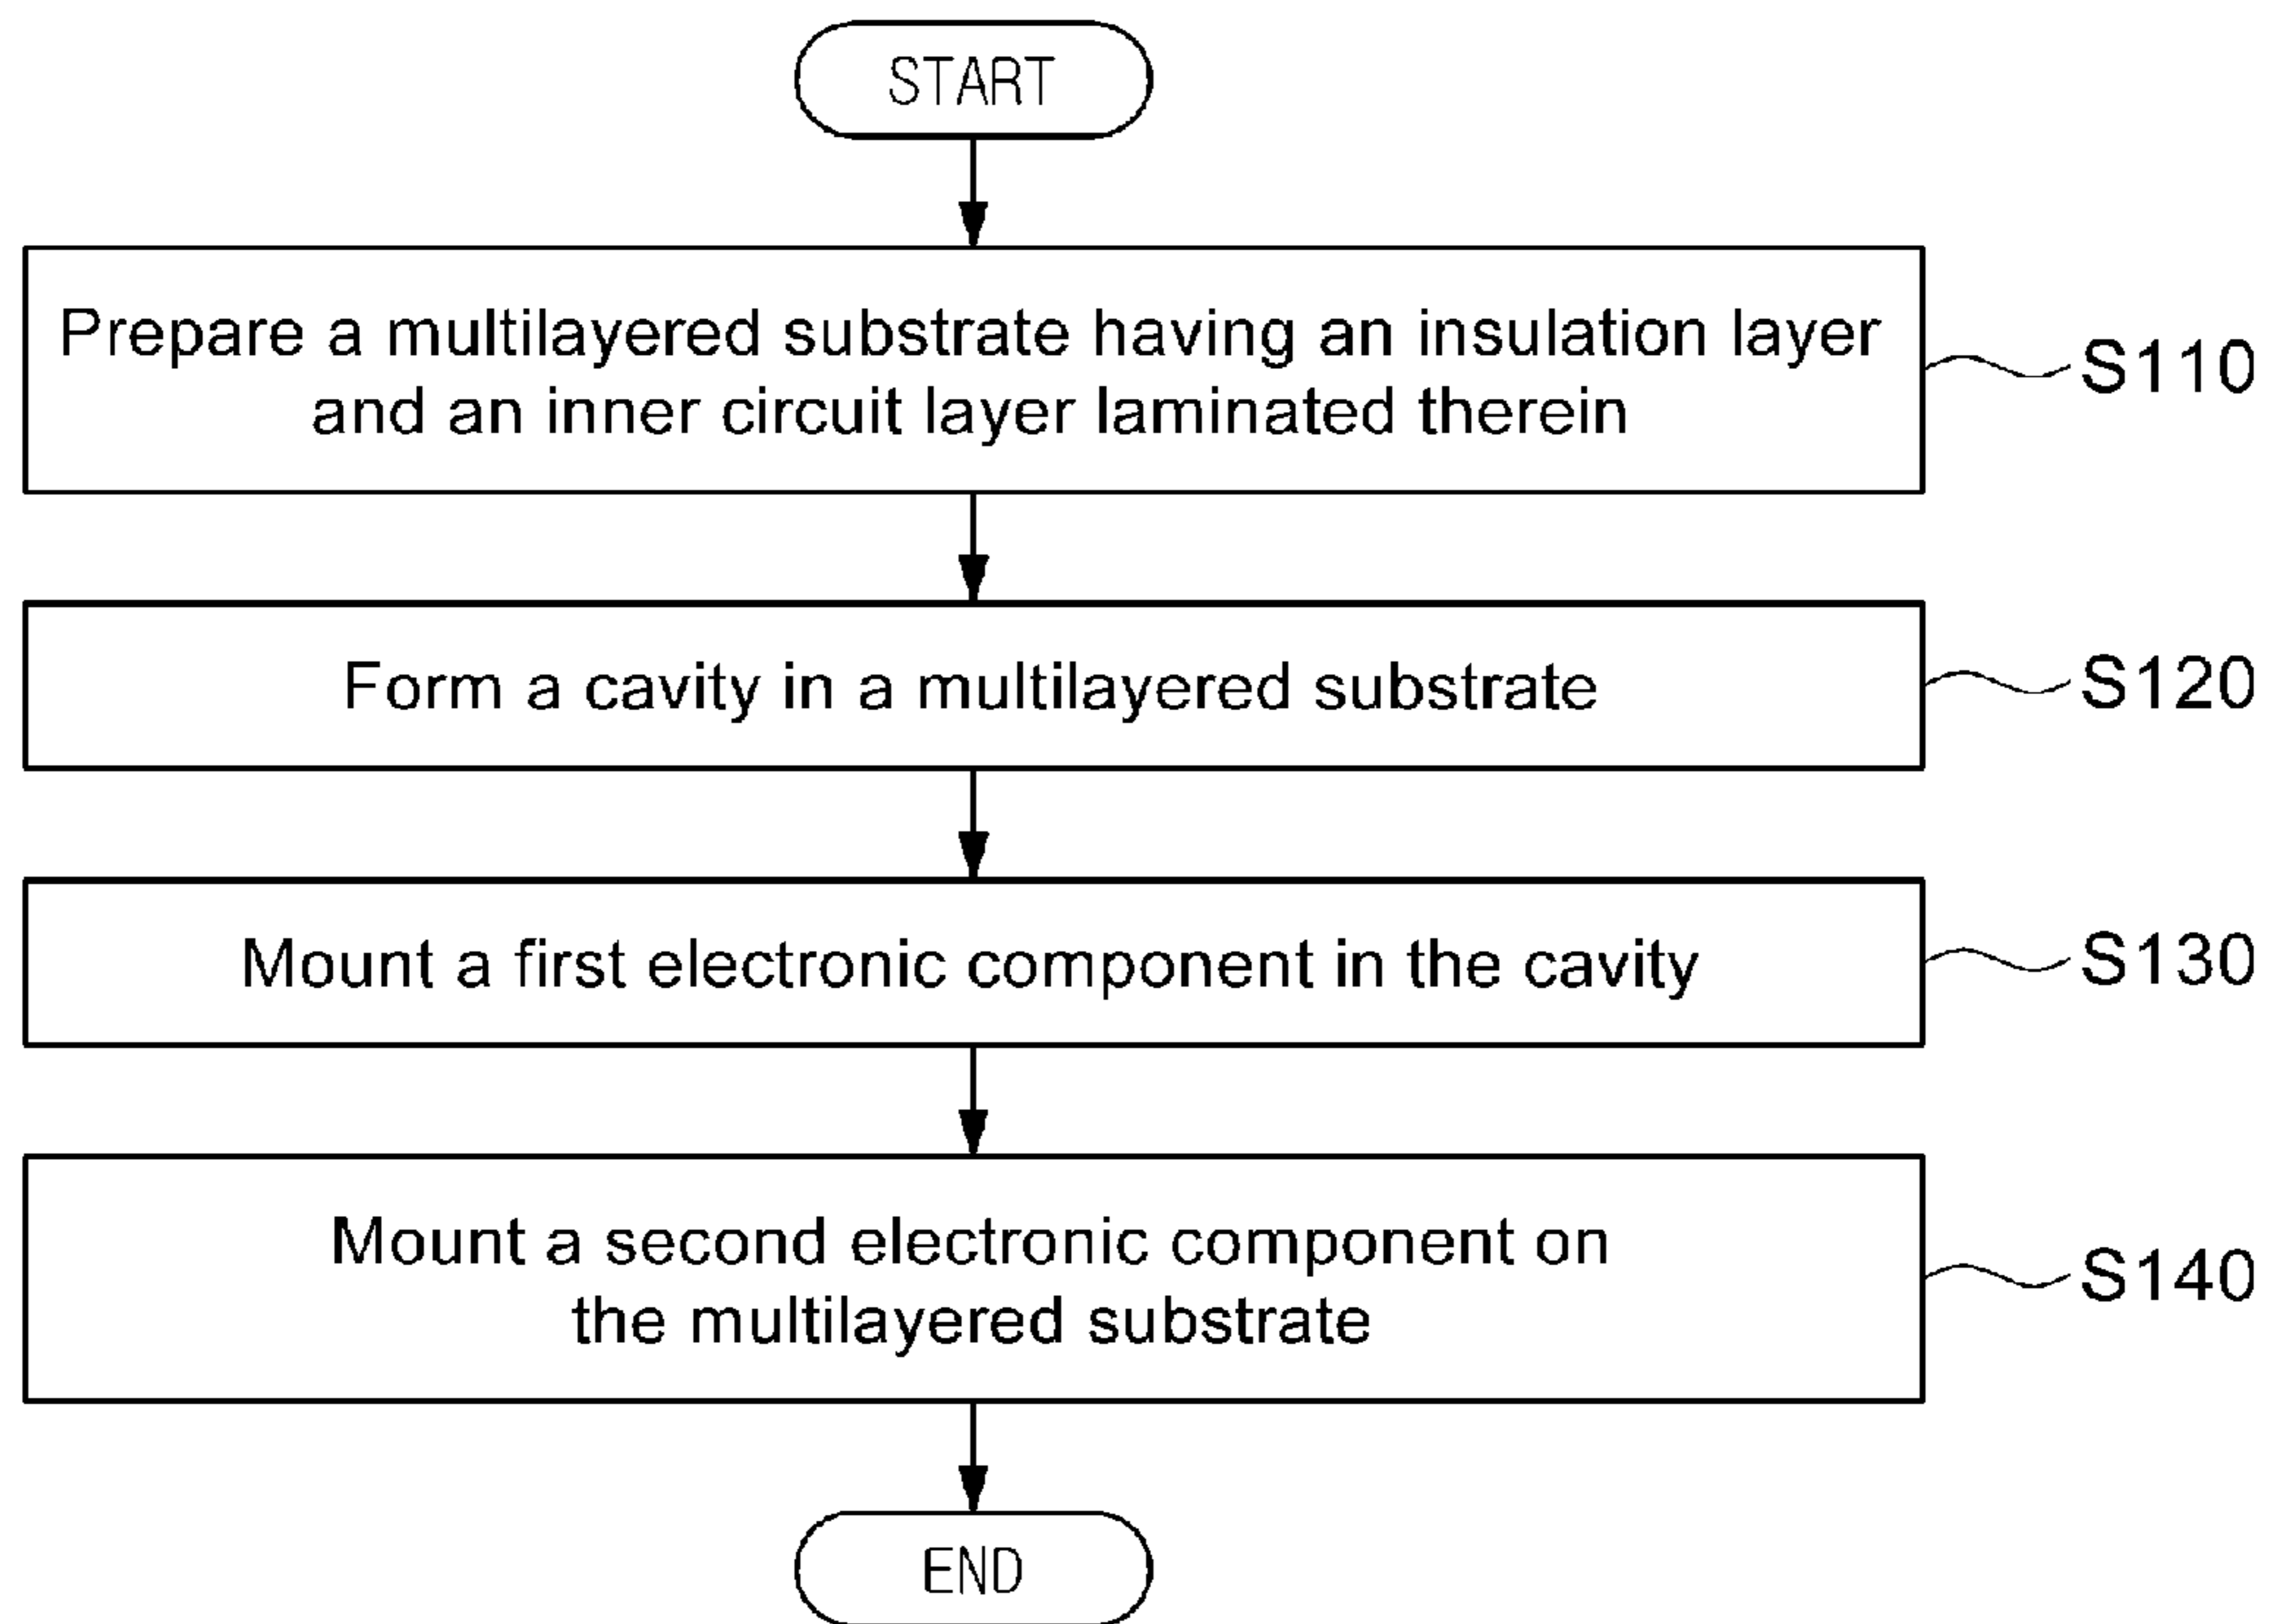 START
Prepare a multilayered substrate having an insulation layer
and an inner circuit layer laminated therein
S110
Form a cavity in a multilayered substrate
S120
Mount a first electronic component in the cavity
S130
Mount a second electronic component on
the multilayered substrate
S140
END